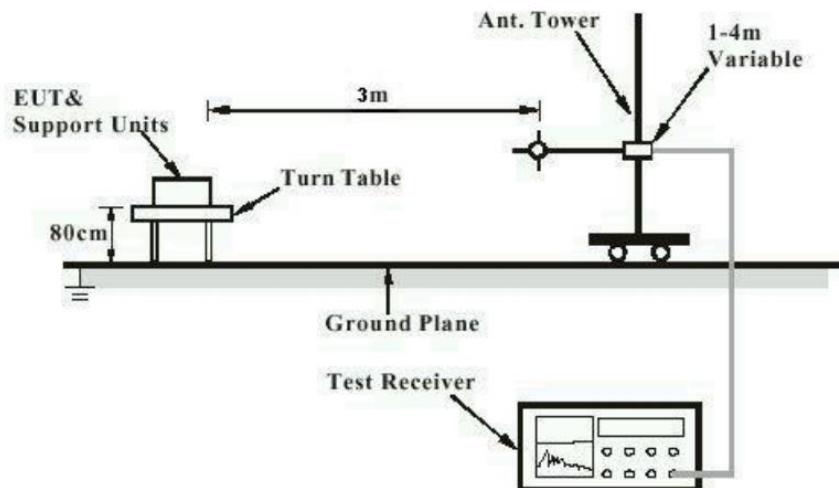 Ant. Tower
1-4m
Variable
3m
EUT&
Support Units
Turn Table
80cm
Ground Plane
Test Receiver